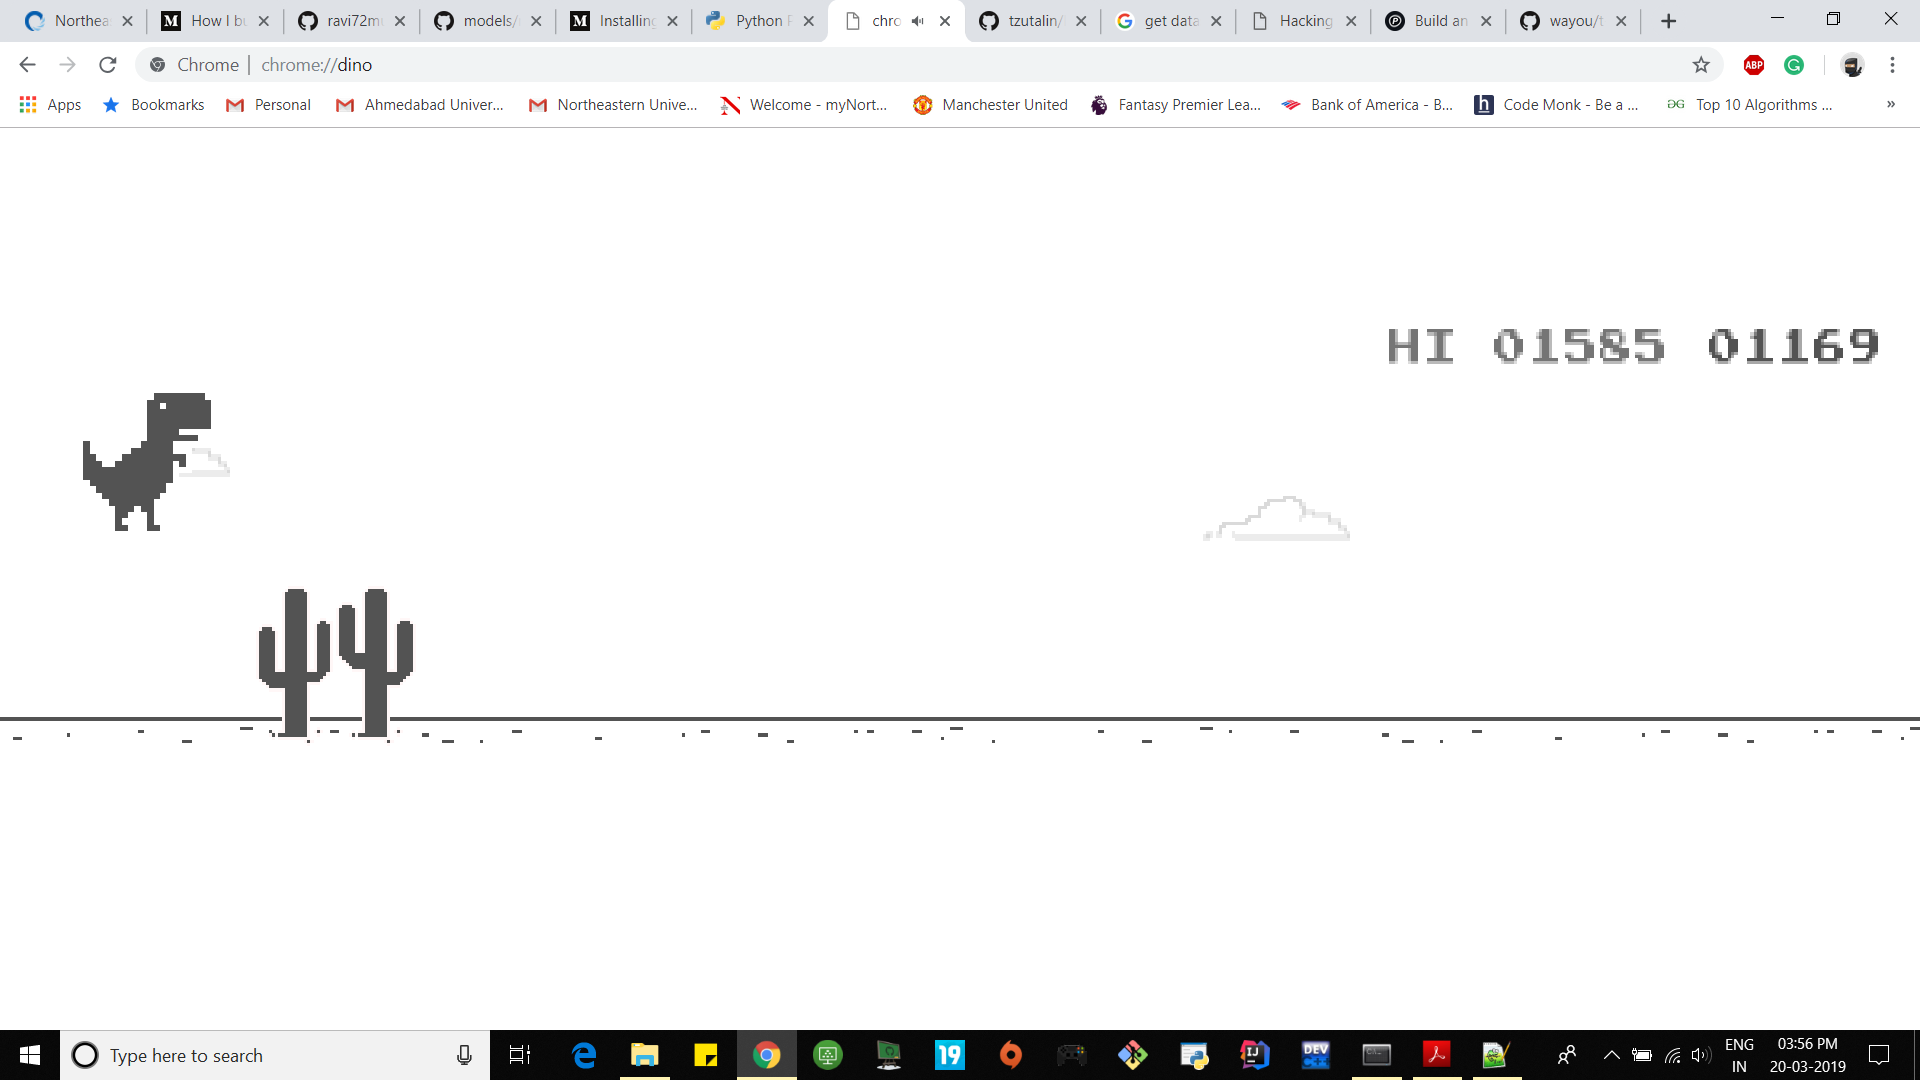 Northea How I bu ravi72m models/ Installing Python chro tzutalin/ get data Hacking Build an wayou/t
Chrome | chrome://dino
ABP
Apps Bookmarks Personal Ahmedabad Univer... Northeastern Unive... Welcome - myNort... Manchester United Fantasy Premier Lea... Bank of America - B... Code Monk - Be a ... Top 10 Algorithms ... »
HI 01585 01169
Type here to search
19
IJ
DEV
ENG
IN
03:56 PM
20-03-2019